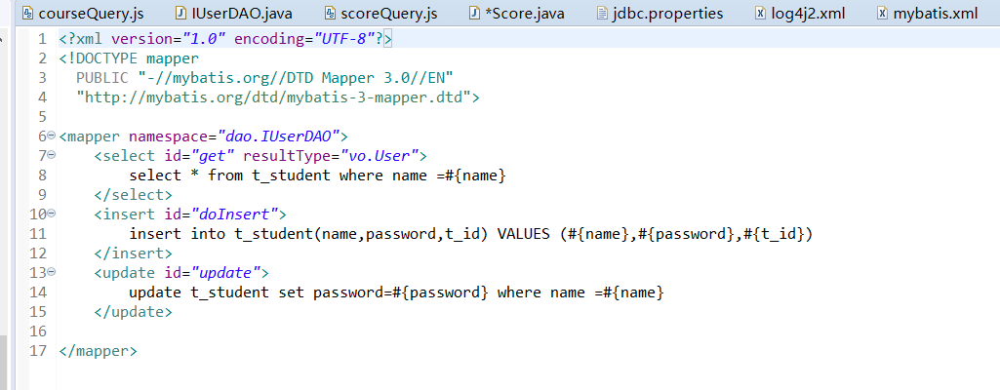 courseQuery.js IUserDAO.java scoreQuery.js *Score.java jdbc.properties log4j2.xml mybatis.xml
1 <?xml version="1.0" encoding="UTF-8"?>
2 <!DOCTYPE mapper
3 PUBLIC "-//mybatis.org//DTD Mapper 3.0//EN"
4 "http://mybatis.org/dtd/mybatis-3-mapper.dtd">
5
6 <mapper namespace="dao.IUserDAO">
7 <select id="get" resultType="vo.User">
8 select * from t_student where name =#{name}
9 </select>
10 <insert id="doInsert">
11 insert into t_student(name,password,t_id) VALUES (#{name},#{password},#{t_id})
12 </insert>
13 <update id="update">
14 update t_student set password=#{password} where name =#{name}
15 </update>
16
17 </mapper>